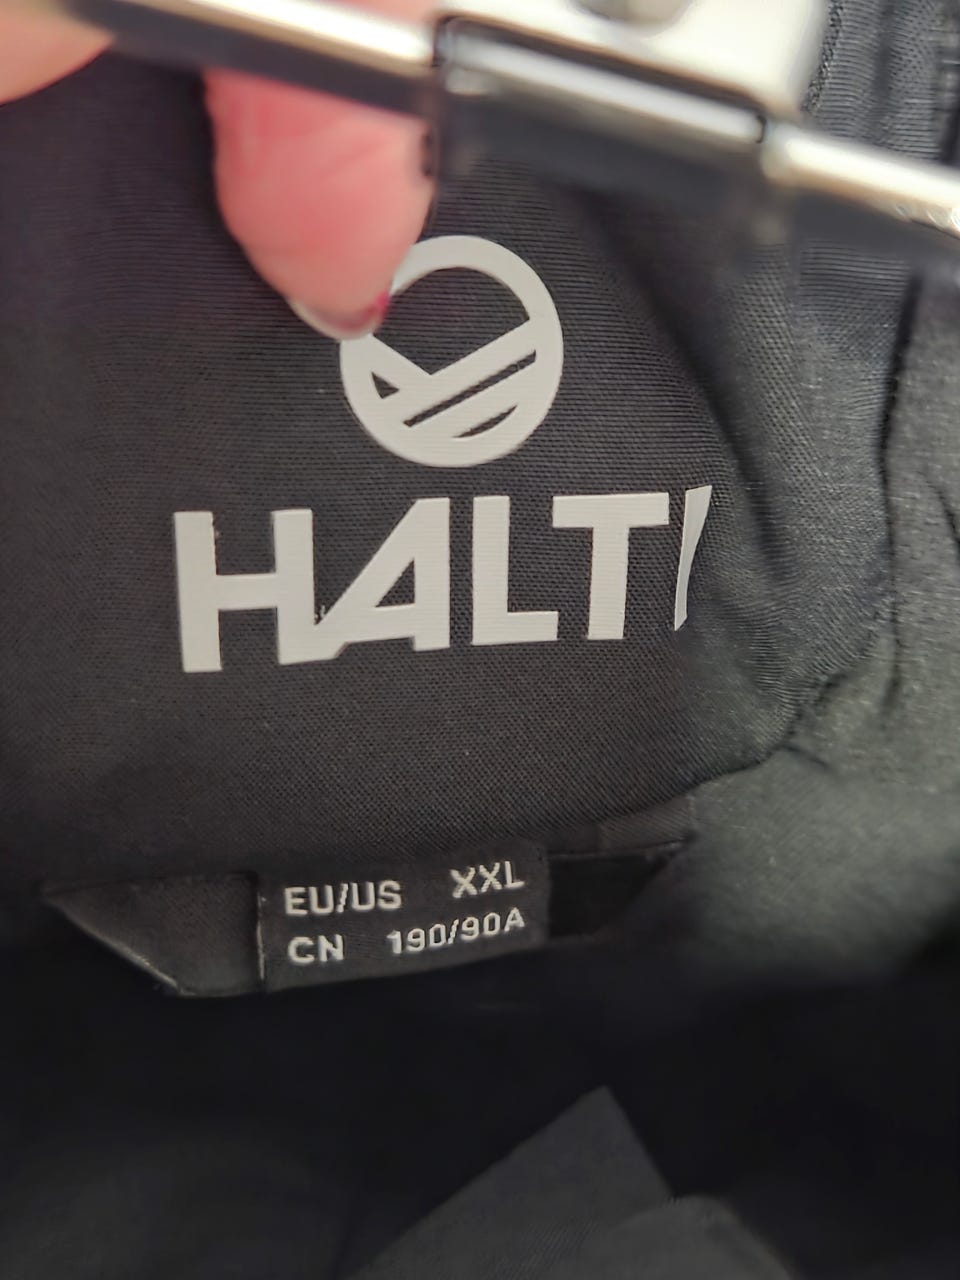 HALTI
EU/US XXL
CN 190/90A